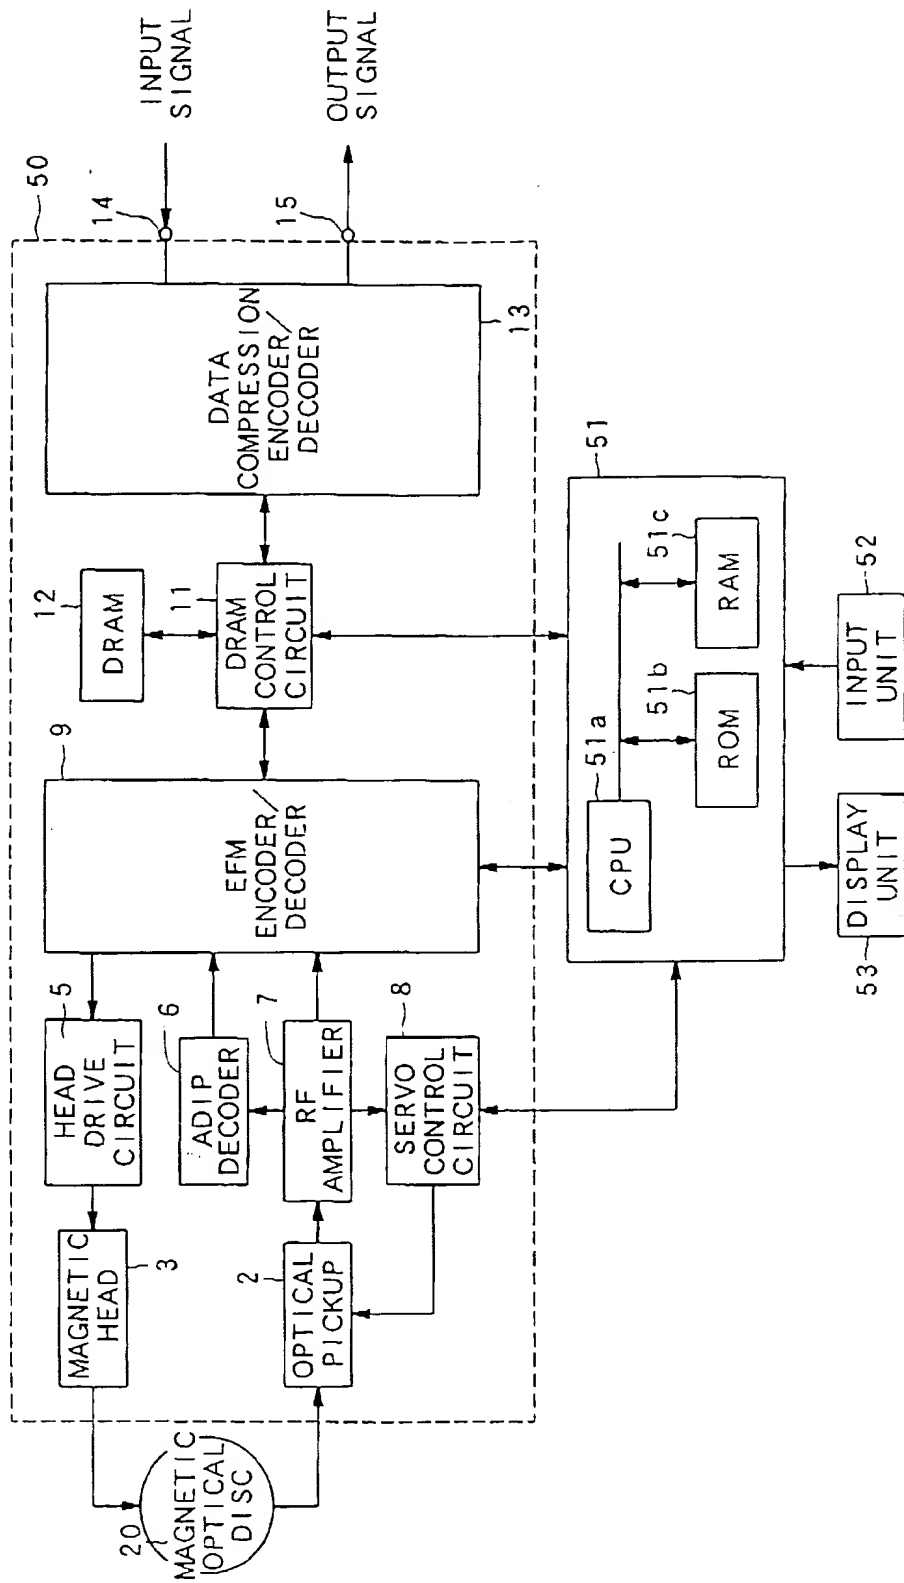 50
14
INPUT
SIGNAL
15
OUTPUT
SIGNAL
DATA
COMPRESSION
ENCODER/
DECODER
13
12
DRAM
11
DRAM
CONTROL
CIRCUIT
9
EFM
ENCODER/
DECODER
5
HEAD
DRIVE
CIRCUIT
6
ADIP
DECODER
7
RF
AMPLIFIER
8
SERVO
CONTROL
CIRCUIT
MAGNETIC
HEAD
3
2
OPTICAL
PICKUP
20
MAGNETIC
/OPTICAL
DISC
51
51a
CPU
51b
ROM
51c
RAM
52
INPUT
UNIT
DISPLAY
UNIT
53